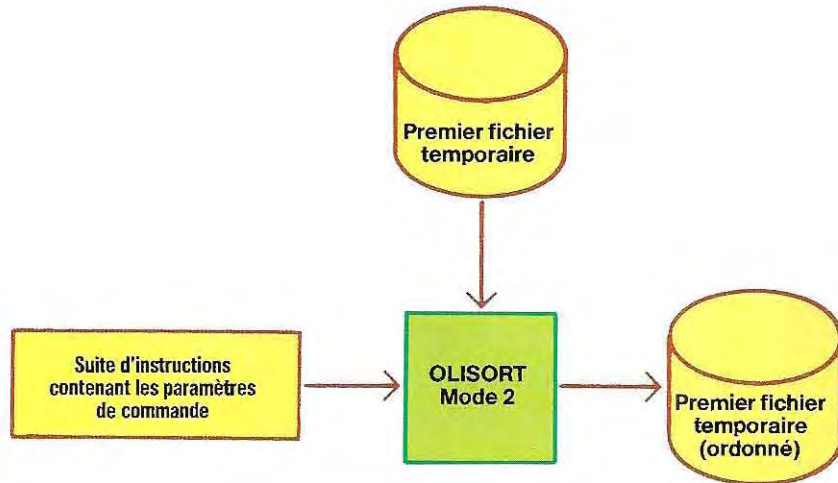 Premier fichier
temporaire
Suite d'instructions
contenant les paramètres
de commande
OLISORT
Mode 2
Premier fichier
temporaire
(ordonné)